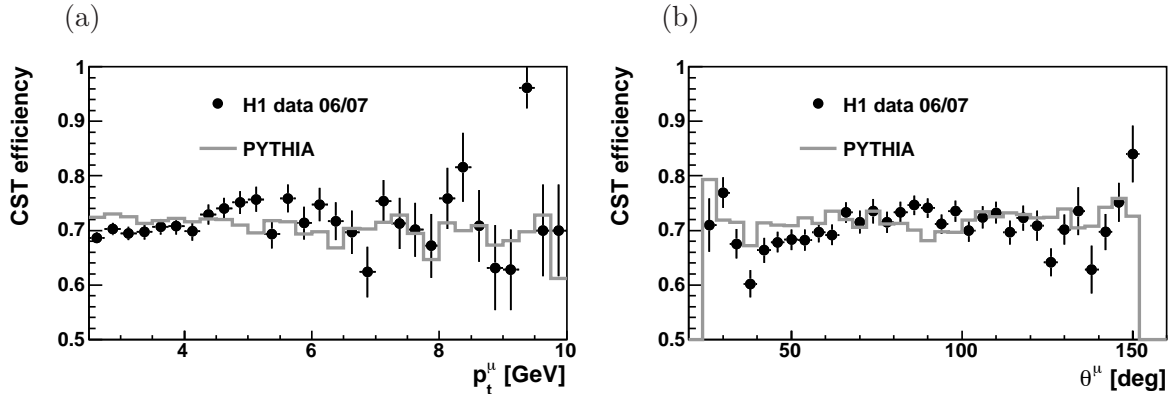 (a)
CST efficiency
1
0.9
0.8
0.7
0.6
0.5
H1 data 06/07
PYTHIA
4 6 8 10
p_t^μ [GeV]
(b)
CST efficiency
1
0.9
0.8
0.7
0.6
0.5
H1 data 06/07
PYTHIA
50 100 150
θ^μ [deg]